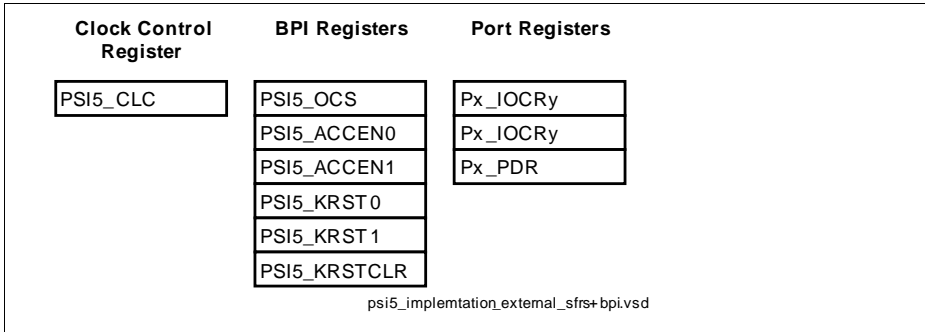 Clock Control
Register
BPI Registers
Port Registers
PSI5_CLC
PSI5_OCS
PSI5_ACCEN0
PSI5_ACCEN1
PSI5_KRST0
PSI5_KRST1
PSI5_KRSTCLR
Px_IOCRy
Px_IOCRy
Px_PDR
psi5_implemtation_external_sfrs+bpi.vsd